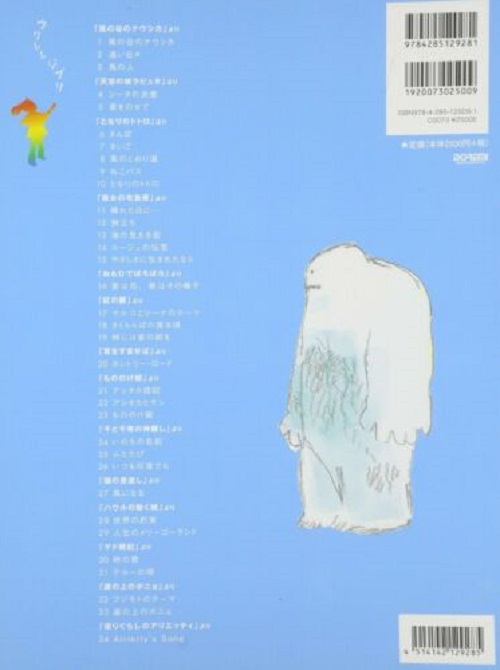 「風の谷のナウシカ」より
1 風の谷のナウシカ
2 遠い日々
3 鳥の人
「天空の城ラピュタ」より
4 シータの決意
5 君をのせて
「となりのトトロ」より
6 さんぽ
7 まいご
8 風のとおり道
9 ねこバス
10 となりのトトロ
「魔女の宅急便」より
11 晴れた日に…
12 旅立ち
13 海の見える街
14 ルージュの伝言
15 やさしさに包まれたなら
「おもひでぽろぽろ」より
16 愛は花、君はその種子
「紅の豚」より
17 マルコとジーナのテーマ
18 さくらんぼの実る頃
19 時には昔の話を
「耳をすませば」より
20 カントリー・ロード
「もののけ姫」より
21 アシタカ𦻙記
22 アシタカとサン
23 もののけ姫
「千と千尋の神隠し」より
24 いのちの名前
25 ふたたび
26 いつも何度でも
「猫の恩返し」より
27 風になる
「ハウルの動く城」より
28 世界の約束
29 人生のメリーゴーランド
「ゲド戦記」より
30 時の歌
31 テルーの唄
「崖の上のポニョ」より
32 フジモトのテーマ
33 崖の上のポニョ
「借りぐらしのアリエッティ」より
34 Arrietty's Song
9784285129281
1920073025009
4514142129285